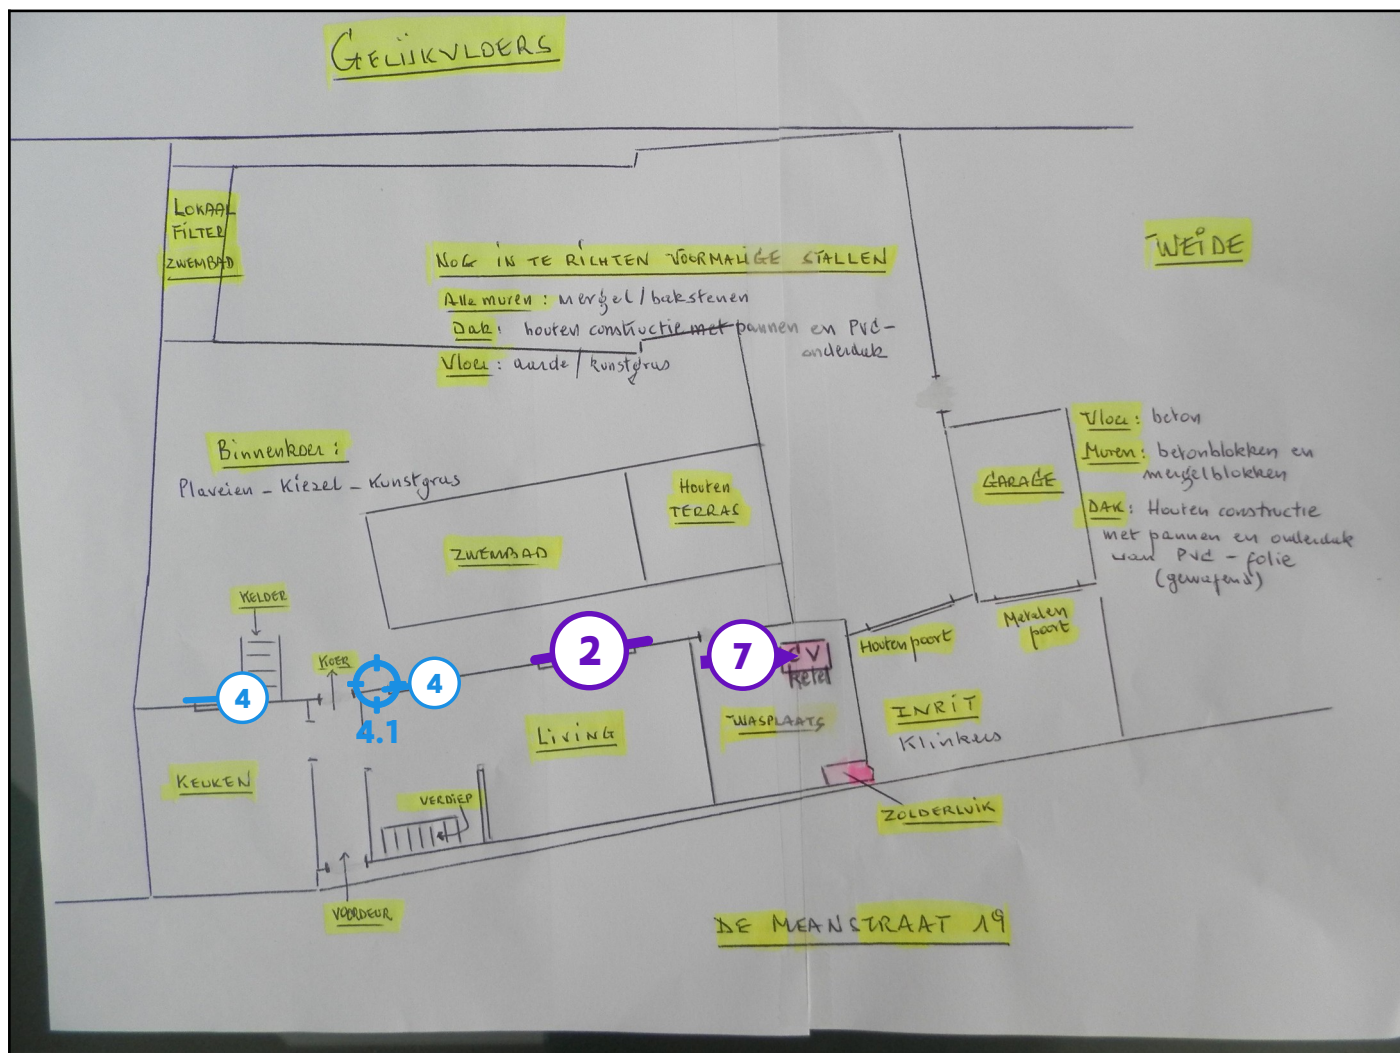 GELIJKVLOERS
LOKAAL
FILTER
ZWEMBAD
NOG IN TE RICHTEN VOORMALIGE STALLEN
Alle muren : mergel/bakstenen
Dak : houten constructie met pannen en PVC-
onderdak
Vloer : aarde / kunstgras
TWEIDE
Binnenkoer :
Plaveien - Kiezel - Kunstgras
Houten
TERRAS
ZWEMBAD
GARAGE
Vloer : beton
Muren : betonblokken en
mergelblokken
DAK : Houten constructie
met pannen en onderdak
van PVC - folie
(gewapend)
KELDER
KOER
4
4
4.1
2
7
CV
ketel
Houten poort
Metalen
poort
WASPLAATS
LIVING
INRIT
Klinkers
KEUKEN
VERDIEP
ZOLDERLUIK
VOORDEUR
DE MEANSTRAAT 19